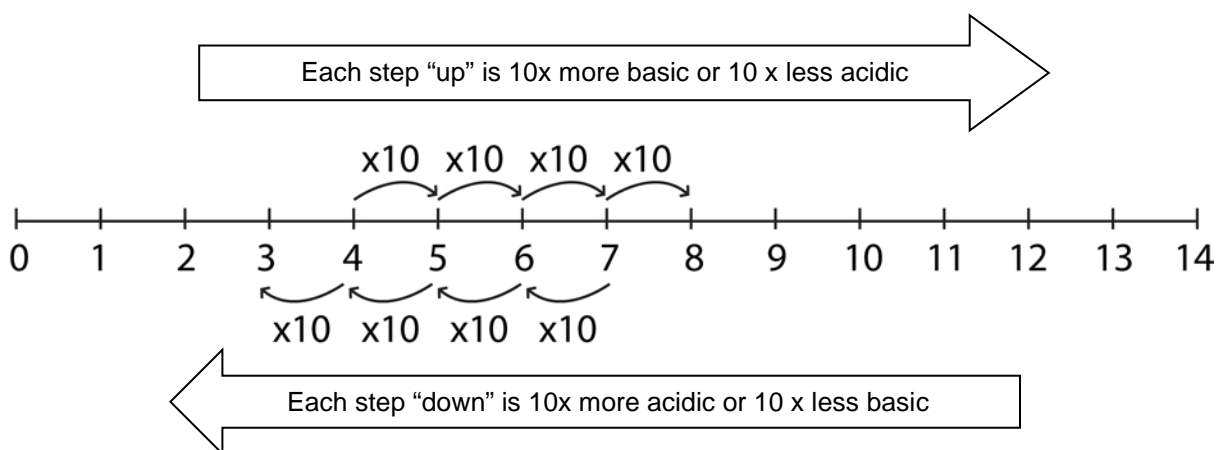 Each step “up” is 10x more basic or 10 x less acidic
x10 x10 x10 x10
0 1 2 3 4 5 6 7 8 9 10 11 12 13 14
x10 x10 x10 x10
Each step “down” is 10x more acidic or 10 x less basic